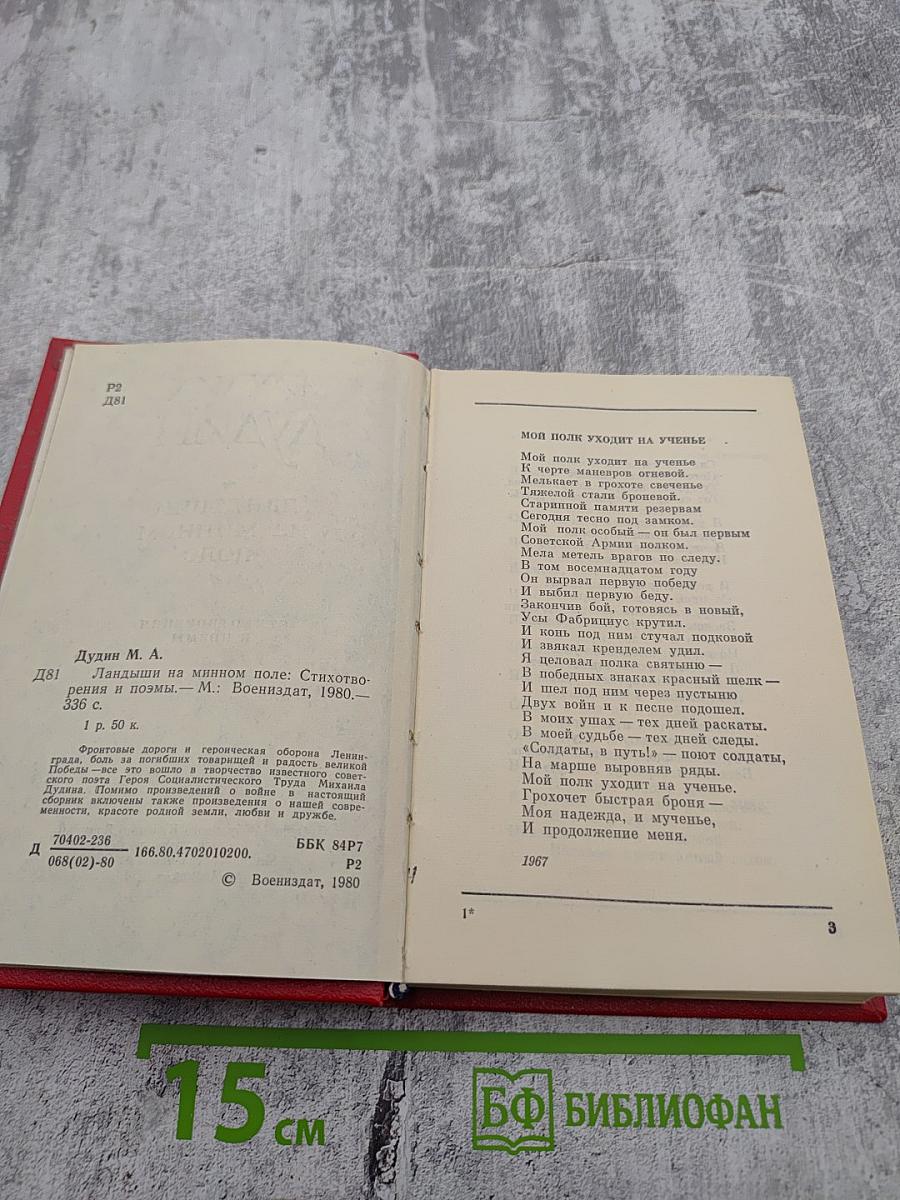 Р2
Д81
Дудин М. А.
Д81 Ландыши на минном поле: Стихотво-
рения и поэмы.— М.: Воениздат, 1980.—
336 с.
1 р. 50 к.
Фронтовые дороги и героическая оборона Ленин-
града, боль за погибших товарищей и радость великой
Победы — все это вошло в творчество известного совет-
ского поэта Героя Социалистического Труда Михаила
Дудина. Помимо произведений о войне в настоящий
сборник включены также произведения о нашей совре-
менности, красоте родной земли, любви и дружбе.
Д 70402-236
068(02)-80 166.80.4702010200.
ББК 84Р7
Р2
© Воениздат, 1980
МОЙ ПОЛК УХОДИТ НА УЧЕНЬЕ
Мой полк уходит на ученье
К черте маневров огневой.
Мелькает в грохоте свеченье
Тяжелой стали броневой.
Старинной памяти резервам
Сегодня тесно под замком.
Мой полк особый — он был первым
Советской Армии полком.
Мела метель врагов по следу.
В том восемнадцатом году
Он вырвал первую победу
И выбил первую беду.
Закончив бой, готовясь в новый,
Усы Фабрициус крутил.
И конь под ним стучал подковой
И звякал кренделем удил.
Я целовал полка святыню —
В победных знаках красный шелк —
И шел под ним через пустыню
Двух войн и к песне подошел.
В моих ушах — тех дней раскаты.
В моей судьбе — тех дней следы.
«Солдаты, в путь!» — поют солдаты,
На марше выровняв ряды.
Мой полк уходит на ученье.
Грохочет быстрая броня —
Моя надежда, и мученье,
И продолжение меня.
1967
1*
3
15 см
БФ БИБЛИОФАН